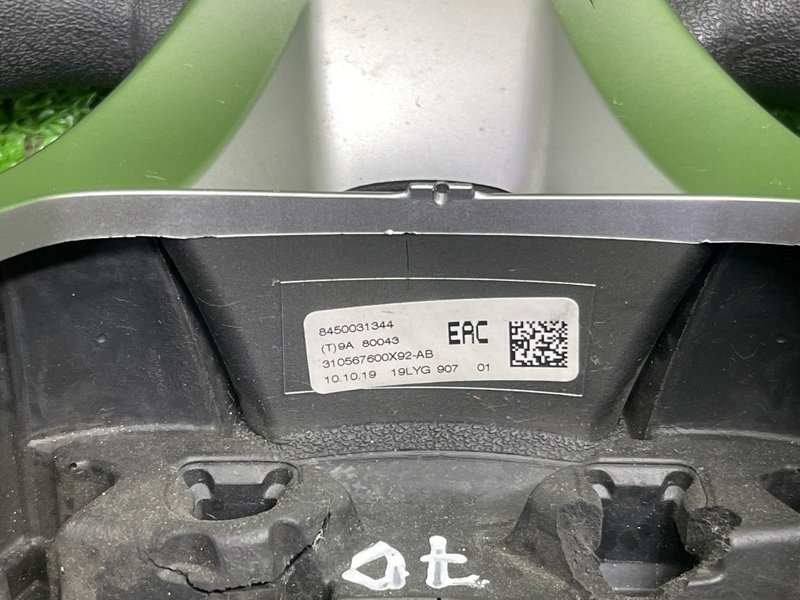 8450031344
EAC
(T)9A 80043
310567600X92-AB
10.10.19 19LYG 907 01